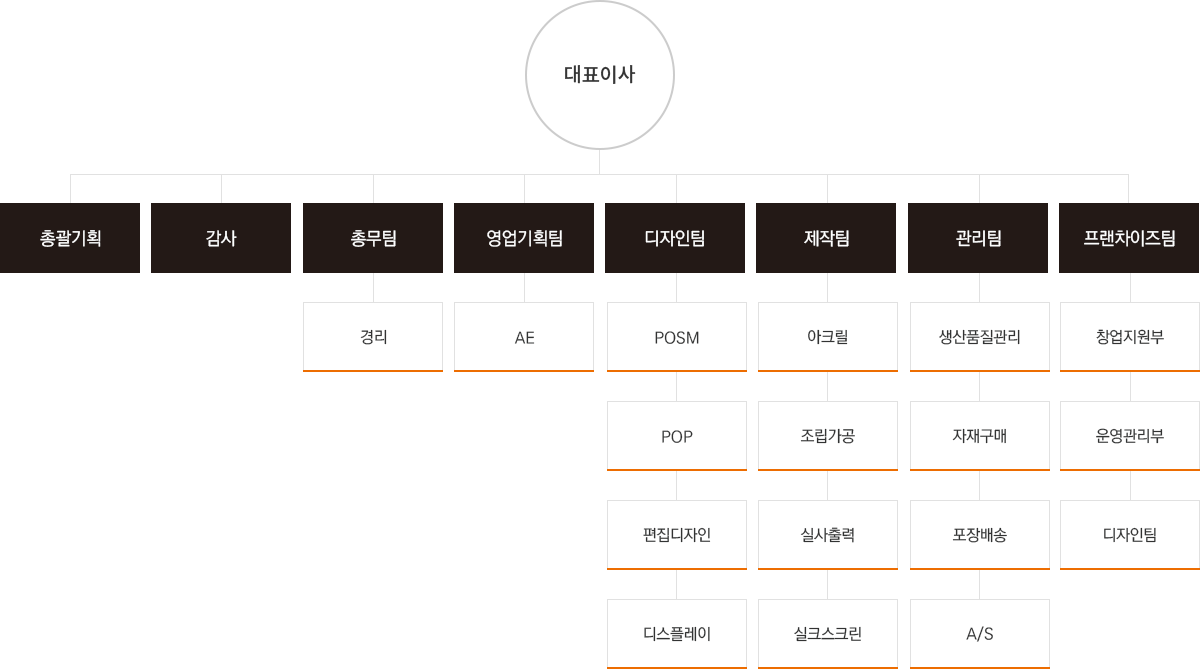 대표이사
총괄기획
감사
총무팀
영업기획팀
디자인팀
제작팀
관리팀
프랜차이즈팀
경리
AE
POSM
아크릴
생산품질관리
창업지원부
POP
조립가공
자재구매
운영관리부
편집디자인
실사출력
포장배송
디자인팀
디스플레이
실크스크린
A/S